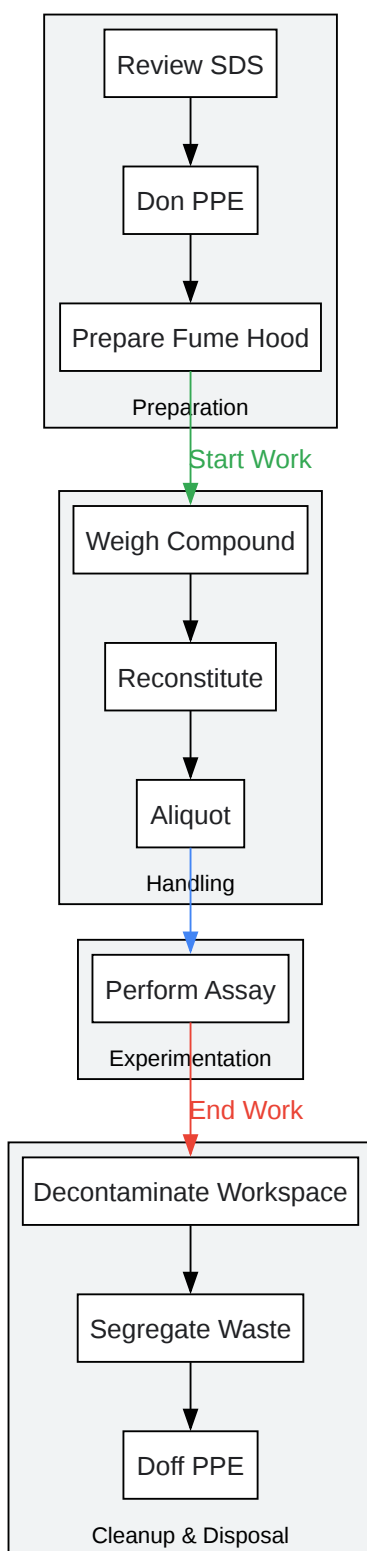 Review SDS
Don PPE
Prepare Fume Hood
Preparation
Start Work
Weigh Compound
Reconstitute
Aliquot
Handling
Perform Assay
Experimentation
End Work
Decontaminate Workspace
Segregate Waste
Doff PPE
Cleanup & Disposal